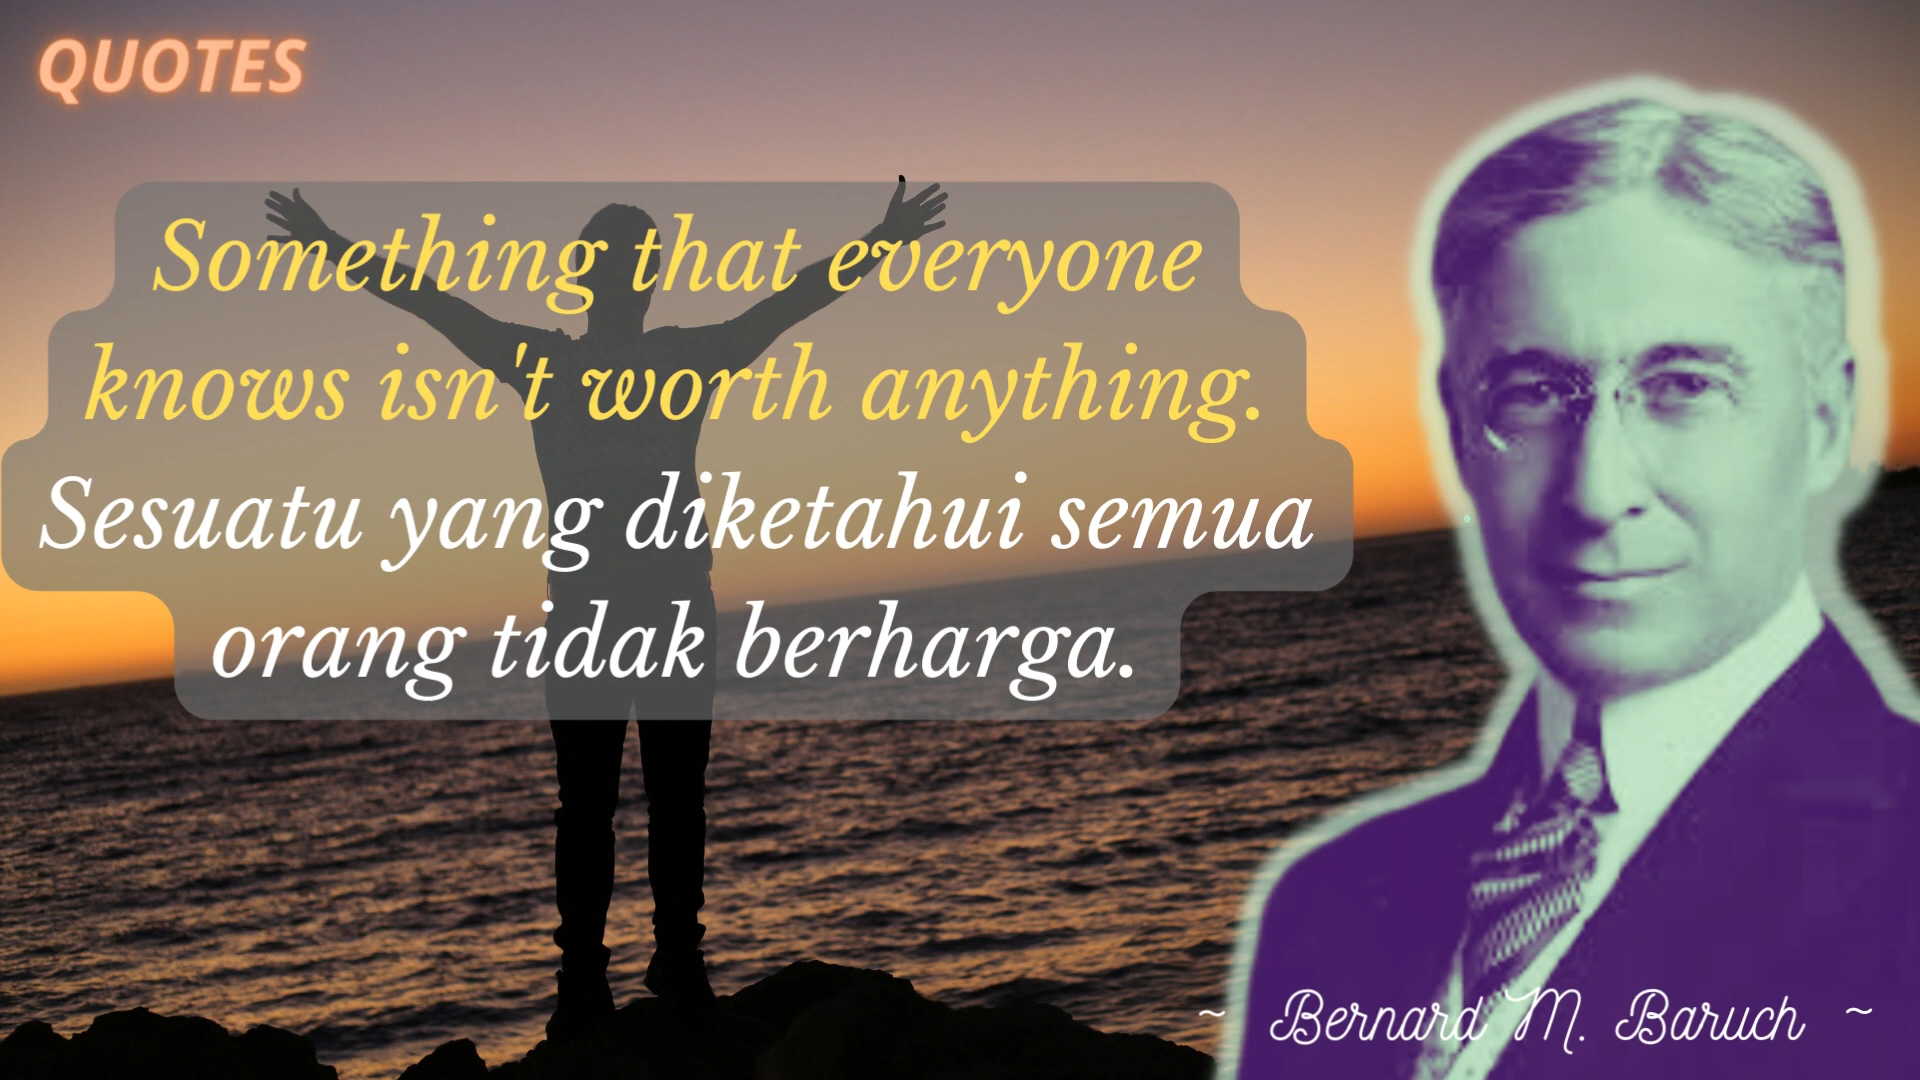 QUOTES
Something that everyone
knows isn't worth anything.
Sesuatu yang diketahui semua
orang tidak berharga.
~ Bernard M. Baruch ~